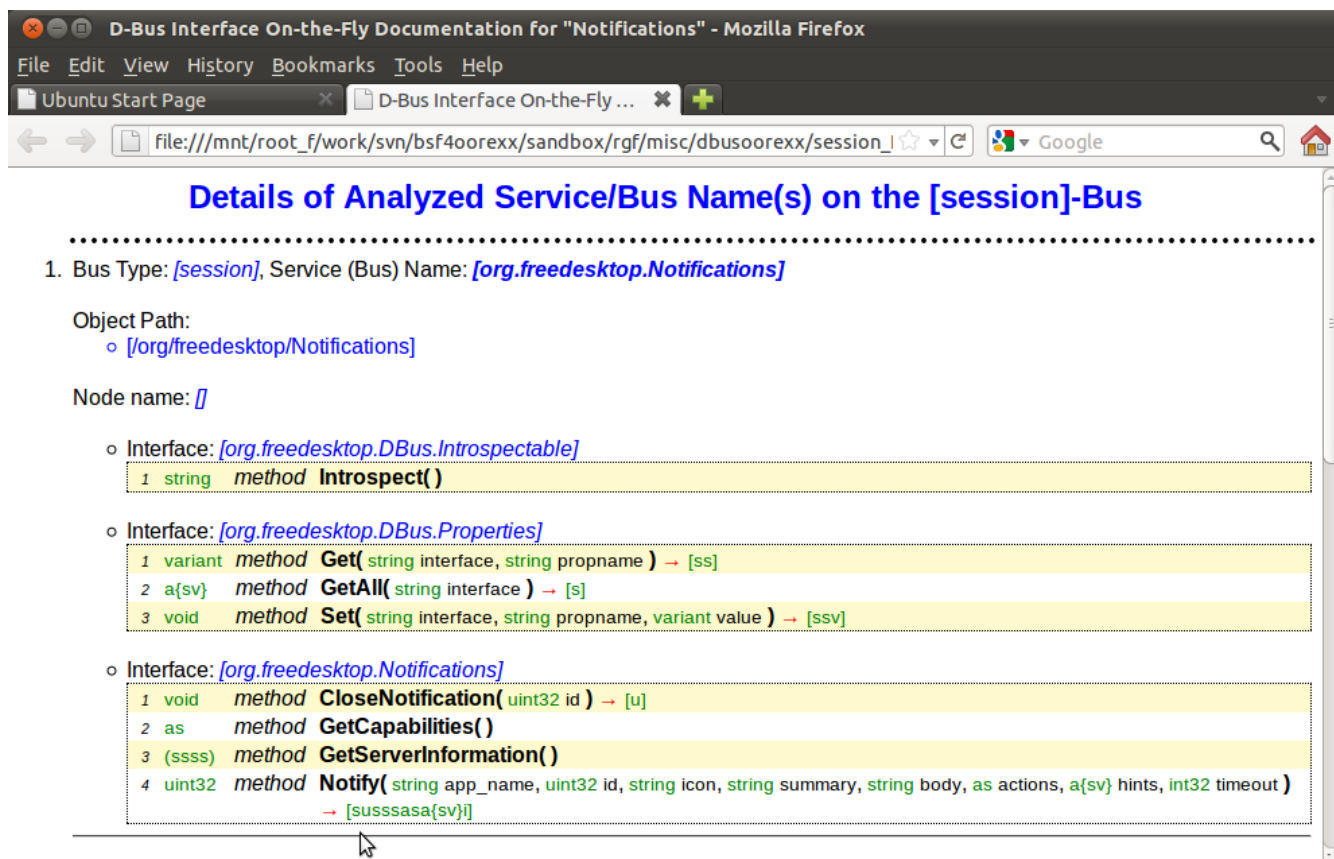 D-Bus Interface On-the-Fly Documentation for "Notifications" - Mozilla Firefox
File Edit View History Bookmarks Tools Help
Ubuntu Start Page D-Bus Interface On-the-Fly ...
file:///mnt/root_f/work/svn/bsf4oorexx/sandbox/rgf/misc/dbusoorexx/session_ Google
Details of Analyzed Service/Bus Name(s) on the [session]-Bus
1. Bus Type: [session], Service (Bus) Name: [org.freedesktop.Notifications]
Object Path:
[/org/freedesktop/Notifications]
Node name: []
Interface: [org.freedesktop.DBus.Introspectable]
1 string method Introspect( )
Interface: [org.freedesktop.DBus.Properties]
1 variant method Get( string interface, string propname ) → [ss]
2 a{sv} method GetAll( string interface ) → [s]
3 void method Set( string interface, string propname, variant value ) → [ssv]
Interface: [org.freedesktop.Notifications]
1 void method CloseNotification( uint32 id ) → [u]
2 as method GetCapabilities( )
3 (ssss) method GetServerInformation( )
4 uint32 method Notify( string app_name, uint32 id, string icon, string summary, string body, as actions, a{sv} hints, int32 timeout )
→ [susssasa{sv}i]